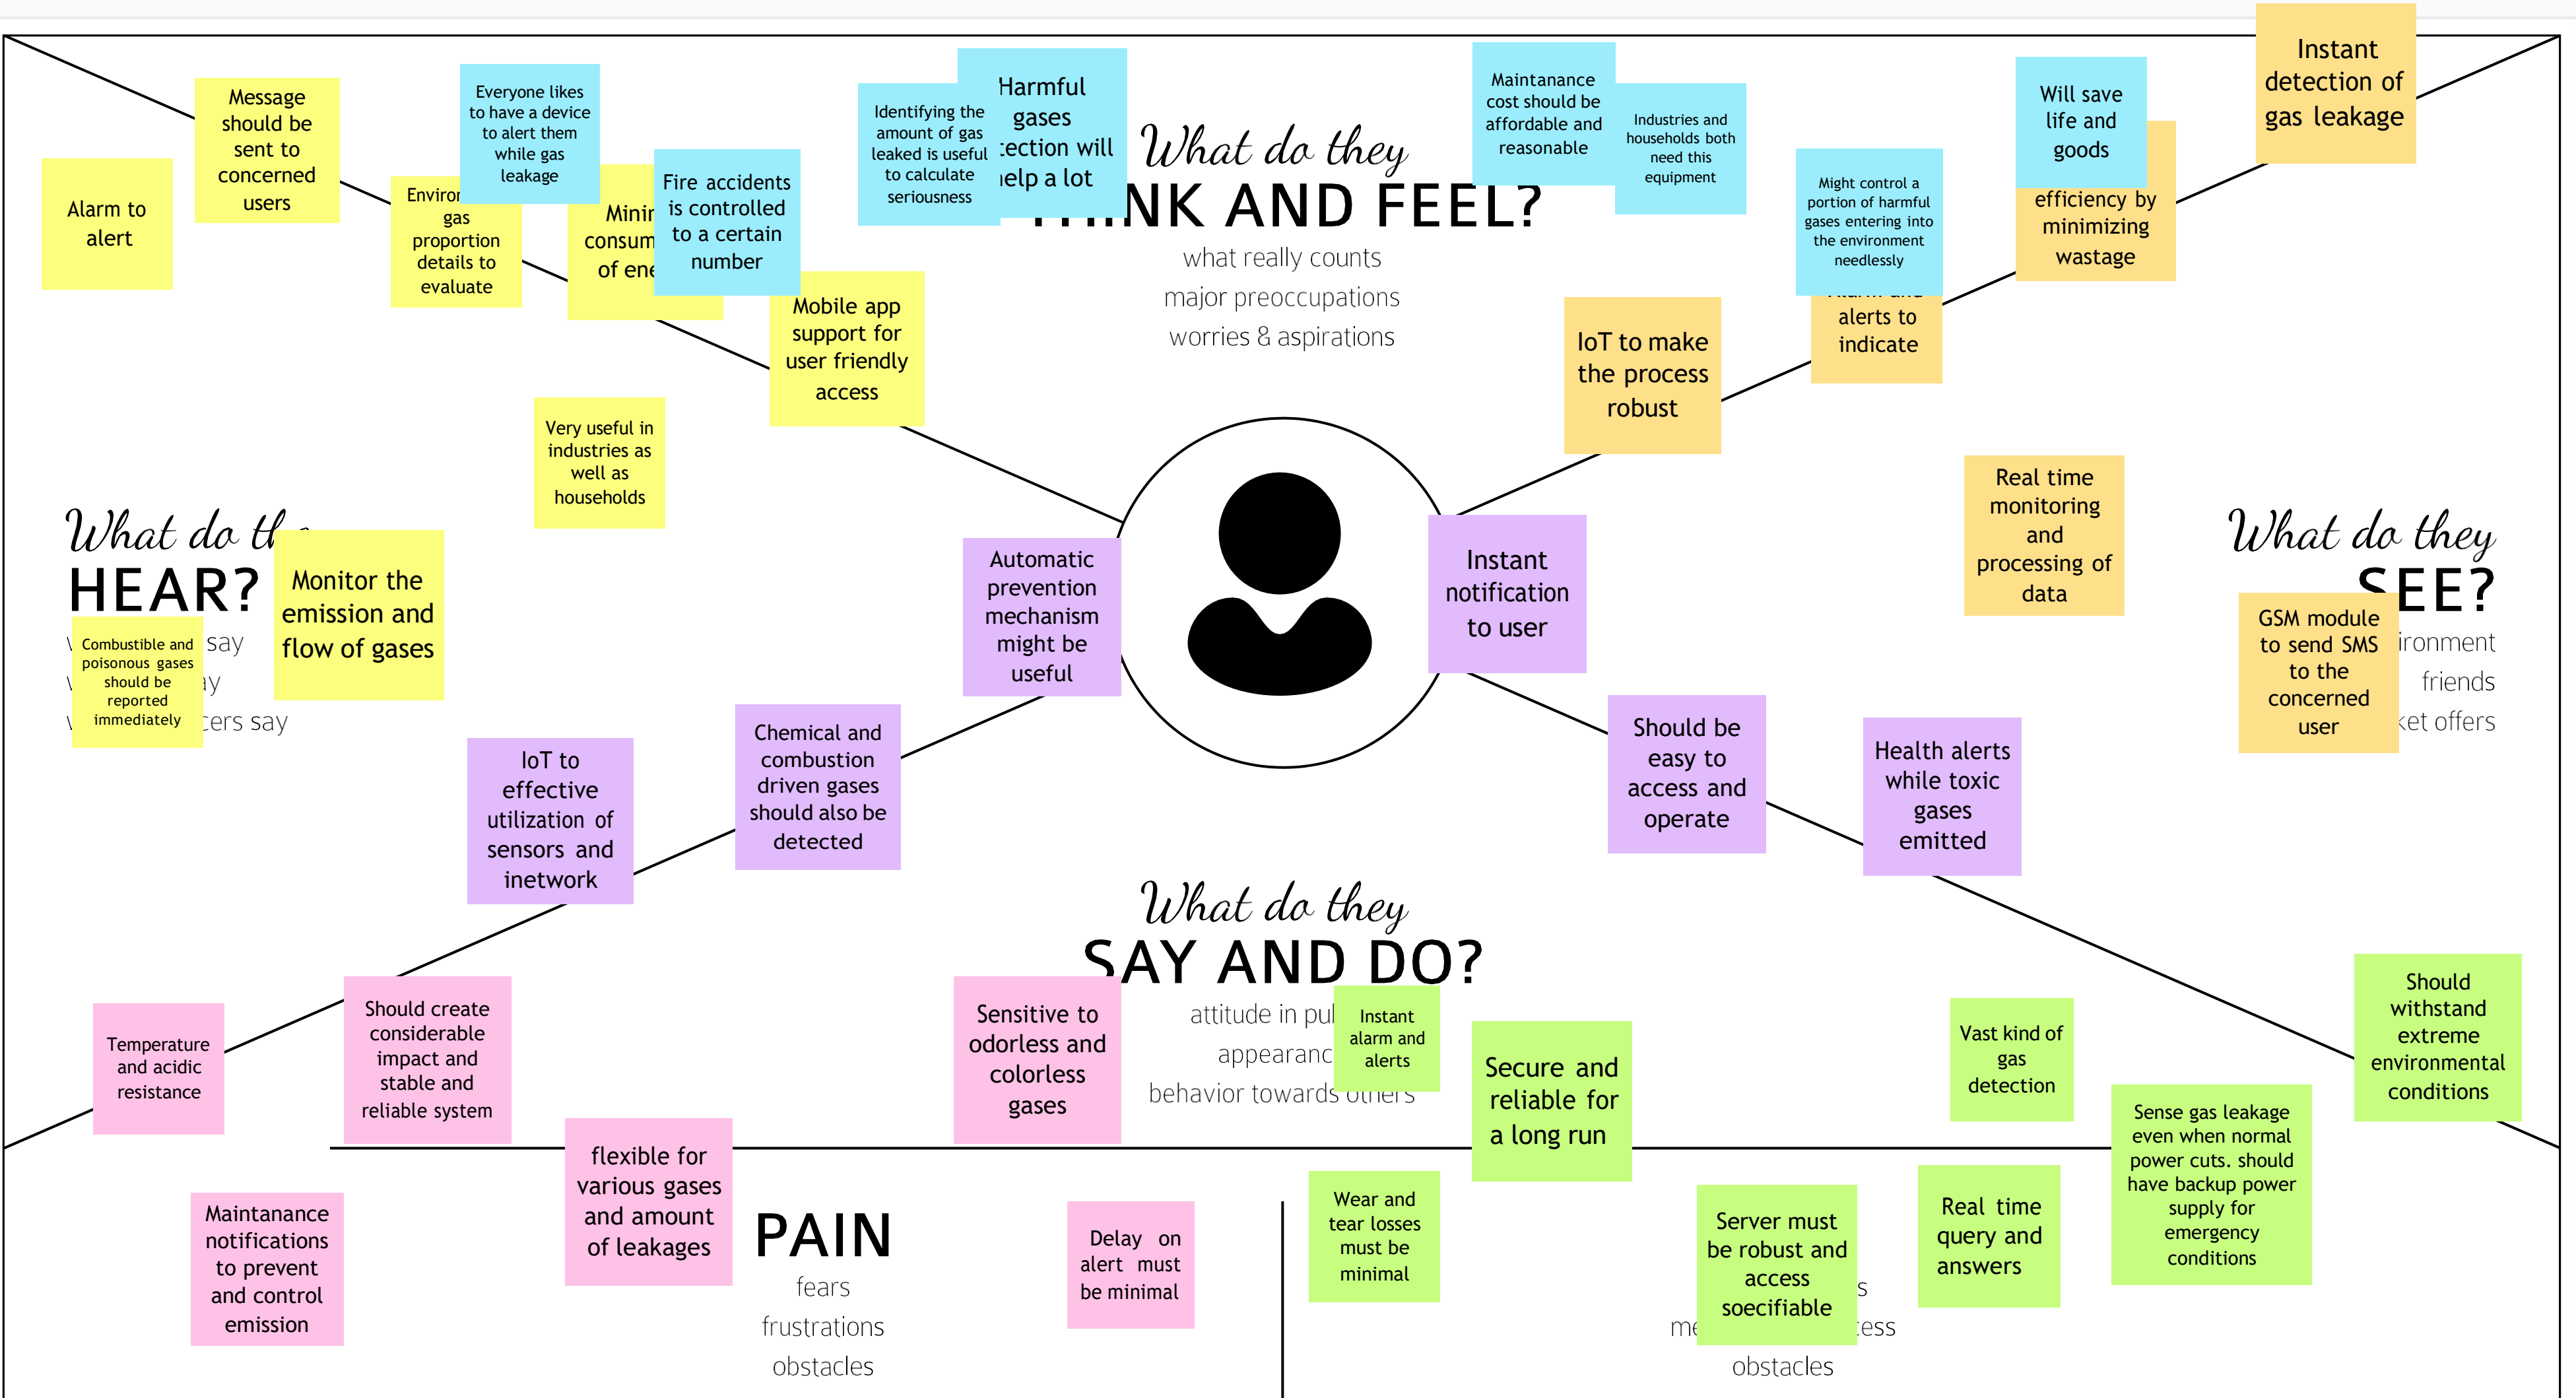 Instant
detection of
gas leakage
Message
should be
sent to
concerned
users
Everyone likes
to have a device
to alert them
while gas
leakage
Identifying the
amount of gas
leaked is useful
to calculate
seriousness
Harmful
gases
will
help a lot
What do they
THINK AND FEEL?
what really counts
major preoccupations
worries & aspirations
Maintanance
cost should be
affordable and
reasonable
Industries and
households both
need this
equipment
Might control a
portion of harmful
gases entering into
the environment
needlessly
Will save
life and
goods
efficiency by
minimizing
wastage
Alarm to
alert
gas
proportion
details to
evaluate
of
Fire accidents
is controlled
to a certain
number
Mobile app
support for
user friendly
access
IoT to make
the process
robust
Alarm and
alerts to
indicate
Very useful in
industries as
well as
households
What do
HEAR?
say
say
Monitor the
emission and
flow of gases
Combustible and
poisonous gases
should be
reported
immediately
Real time
monitoring
and
processing of
data
What do they
SEE?
friends
offers
GSM module
to send SMS
to the
concerned
user
Automatic
prevention
mechanism
might be
useful
Instant
notification
to user
IoT to
effective
utilization of
sensors and
inetwork
Chemical and
combustion
driven gases
should also be
detected
Should be
easy to
access and
operate
Health alerts
while toxic
gases
emitted
What do they
SAY AND DO?
attitude in
behavior towards others
Temperature
and acidic
resistance
Should create
considerable
impact and
stable and
reliable system
Sensitive to
odorless and
colorless
gases
Instant
alarm and
alerts
Secure and
reliable for
a long run
Vast kind of
gas
detection
Should
withstand
extreme
environmental
conditions
Maintanance
notifications
to prevent
and control
emission
flexible for
various gases
and amount
of leakages
PAIN
fears
frustrations
obstacles
Delay on
alert must
be minimal
Wear and
tear losses
must be
minimal
Server must
be robust and
access
soecifiable
obstacles
Real time
query and
answers
Sense gas leakage
even when normal
power cuts. should
have backup power
supply for
emergency
conditions